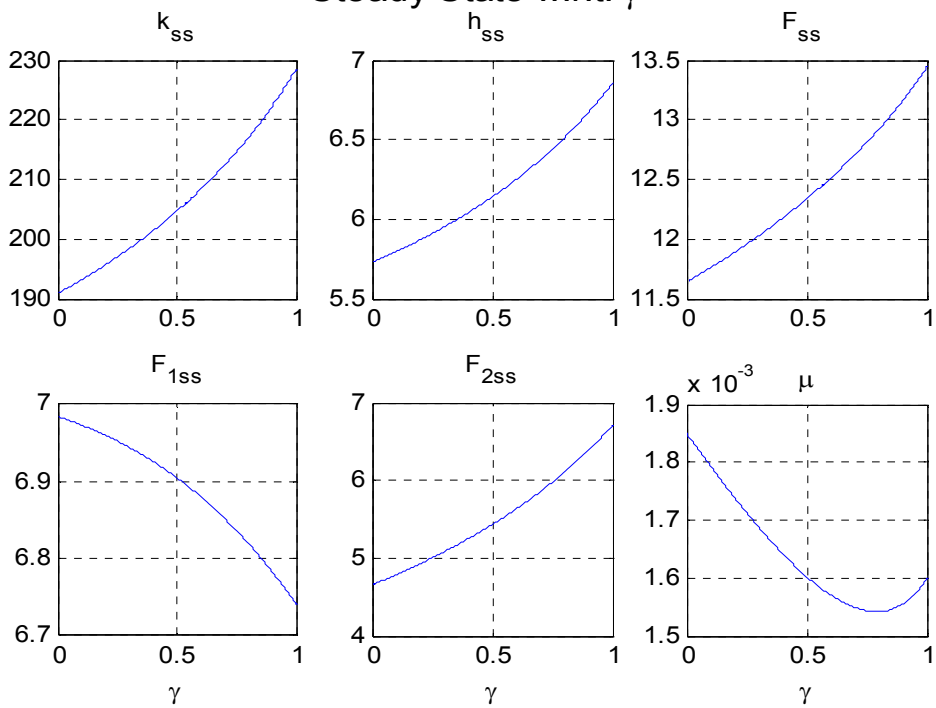 Steady State w.r.t. γ
k_ss h_ss F_ss
230 7 13.5
220 6.5 13
210 12.5
200 6 12
190 5.5 11.5
0 0.5 1 0 0.5 1 0 0.5 1
F_1ss F_2ss x 10^-3 μ
7 7 1.9
6.9 6 1.8
6.8 5 1.7
6.7 4 1.6
1.5
0 0.5 1 0 0.5 1 0 0.5 1
γ γ γ